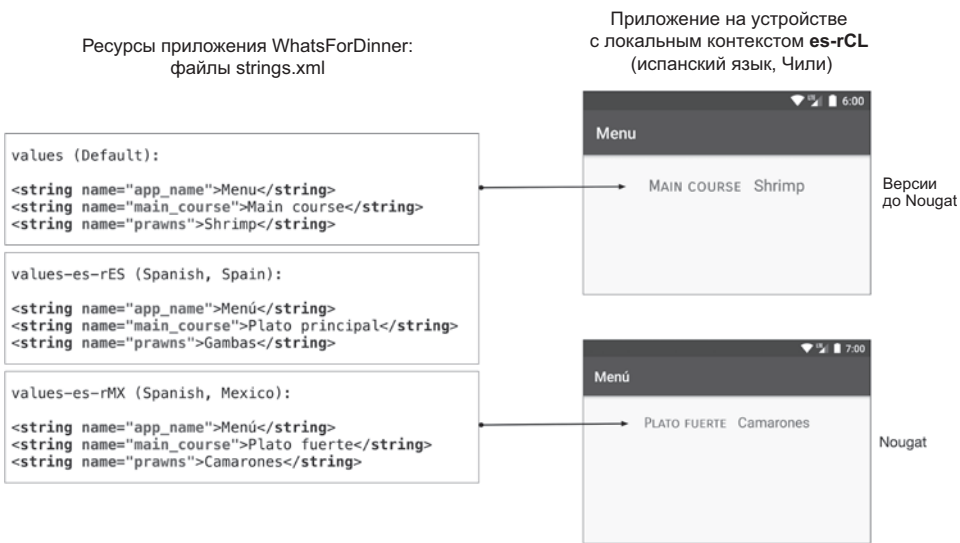 Ресурсы приложения WhatsForDinner:
файлы strings.xml
Приложение на устройстве
с локальным контекстом es-rCL
(испанский язык, Чили)
values (Default):
<string name="app_name">Menu</string>
<string name="main_course">Main course</string>
<string name="prawns">Shrimp</string>
values-es-rES (Spanish, Spain):
<string name="app_name">Menú</string>
<string name="main_course">Plato principal</string>
<string name="prawns">Gambas</string>
values-es-rMX (Spanish, Mexico):
<string name="app_name">Menú</string>
<string name="main_course">Plato fuerte</string>
<string name="prawns">Camarones</string>
6:00
Menu
MAIN COURSE Shrimp
Версии
до Nougat
7:00
Menú
PLATO FUERTE Camarones
Nougat